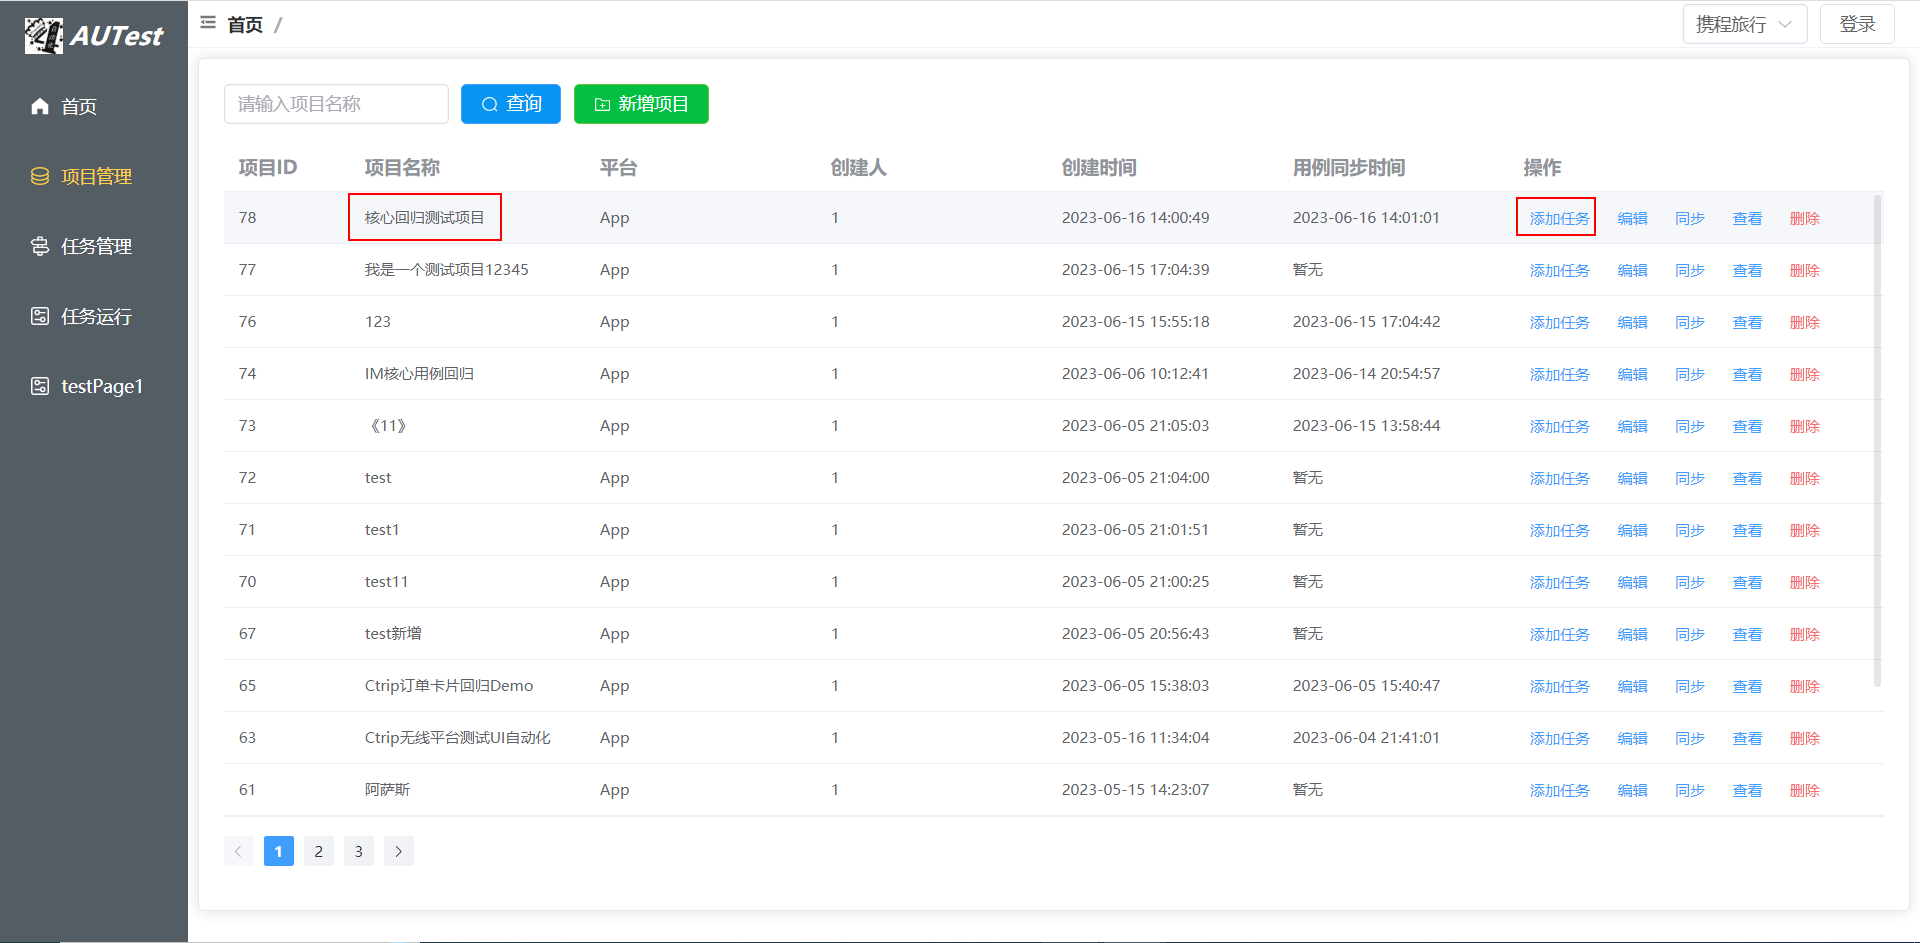 AUTest
首页 /
携程旅行
登录
首页
项目管理
任务管理
任务运行
testPage1
请输入项目名称 查询 新增项目
项目ID 项目名称 平台 创建人 创建时间 用例同步时间 操作
78 核心回归测试项目 App 1 2023-06-16 14:00:49 2023-06-16 14:01:01 添加任务 编辑 同步 查看 删除
77 我是一个测试项目12345 App 1 2023-06-15 17:04:39 暂无 添加任务 编辑 同步 查看 删除
76 123 App 1 2023-06-15 15:55:18 2023-06-15 17:04:42 添加任务 编辑 同步 查看 删除
74 IM核心用例回归 App 1 2023-06-06 10:12:41 2023-06-14 20:54:57 添加任务 编辑 同步 查看 删除
73 《11》 App 1 2023-06-05 21:05:03 2023-06-15 13:58:44 添加任务 编辑 同步 查看 删除
72 test App 1 2023-06-05 21:04:00 暂无 添加任务 编辑 同步 查看 删除
71 test1 App 1 2023-06-05 21:01:51 暂无 添加任务 编辑 同步 查看 删除
70 test11 App 1 2023-06-05 21:00:25 暂无 添加任务 编辑 同步 查看 删除
67 test新增 App 1 2023-06-05 20:56:43 暂无 添加任务 编辑 同步 查看 删除
65 Ctrip订单卡片回归Demo App 1 2023-06-05 15:38:03 2023-06-05 15:40:47 添加任务 编辑 同步 查看 删除
63 Ctrip无线平台测试UI自动化 App 1 2023-05-16 11:34:04 2023-06-04 21:41:01 添加任务 编辑 同步 查看 删除
61 阿萨斯 App 1 2023-05-15 14:23:07 暂无 添加任务 编辑 同步 查看 删除
1 2 3